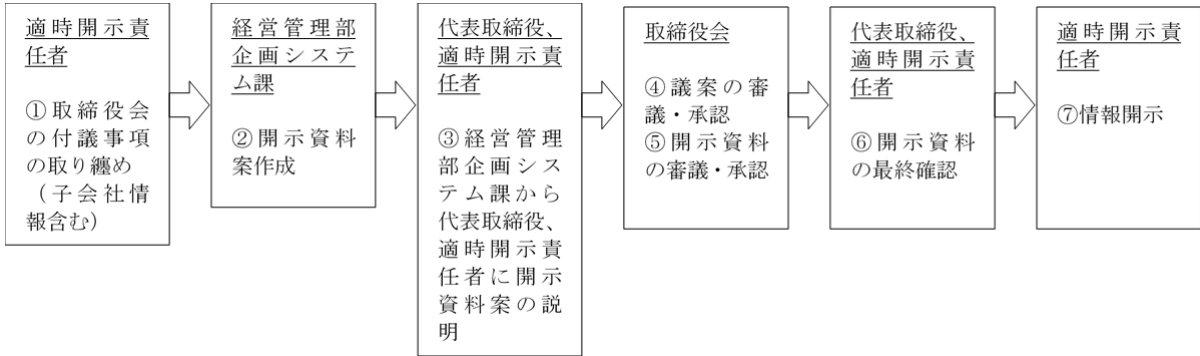 適時開示責
任者
①取締役会
の付議事項
の取り纏め
（子会社情
報含む）
経営管理部
企画システ
ム課
②開示資料
案作成
代表取締役、
適時開示責
任者
③経営管理
部企画シス
テム課から
代表取締役、
適時開示責
任者に開示
資料案の説
明
取締役会
④議案の審
議・承認
⑤開示資料
の審議・承認
代表取締役、
適時開示責
任者
⑥開示資料
の最終確認
適時開示責
任者
⑦情報開示